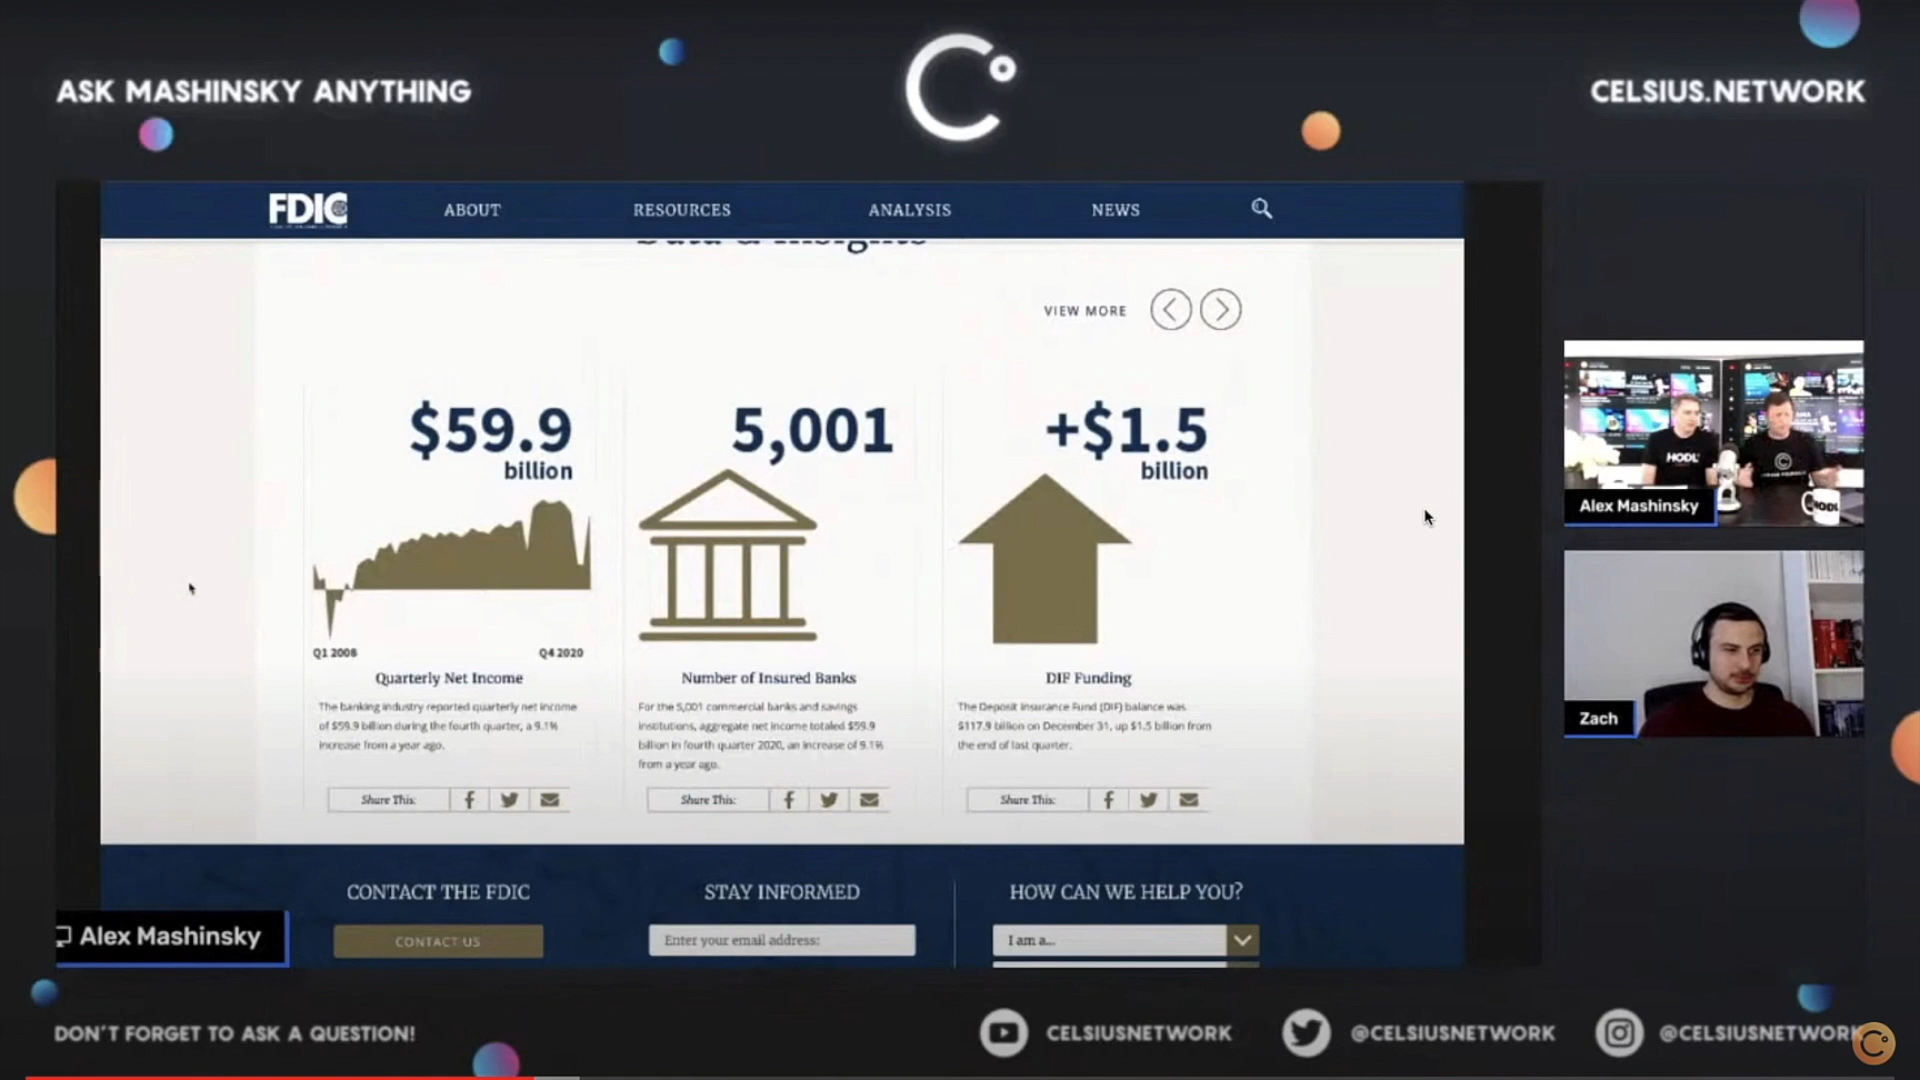 ASK MASHINSKY ANYTHING
CELSIUS.NETWORK
FDIC
ABOUT
RESOURCES
ANALYSIS
NEWS
Data & Insights
VIEW MORE
$59.9
billion
5,001
+$1.5
billion
Q1 2008
Q4 2020
Quarterly Net Income
The banking industry reported quarterly net income
of $59.9 billion during the fourth quarter, a 9.1%
increase from a year ago.
Share This:
Number of Insured Banks
For the 5,001 commercial banks and savings
institutions, aggregate net income totaled $59.9
billion in fourth quarter 2020, an increase of 9.1%
from a year ago.
Share This:
DIF Funding
The Deposit Insurance Fund (DIF) balance was
$117.9 billion on December 31, up $1.5 billion from
the end of last quarter.
Share This:
HODL
HODL
Alex Mashinsky
Zach
CONTACT THE FDIC
CONTACT US
STAY INFORMED
Enter your email address:
HOW CAN WE HELP YOU?
I am a...
Alex Mashinsky
DON'T FORGET TO ASK A QUESTION!
CELSIUSNETWORK
@CELSIUSNETWORK
@CELSIUSNETWORK